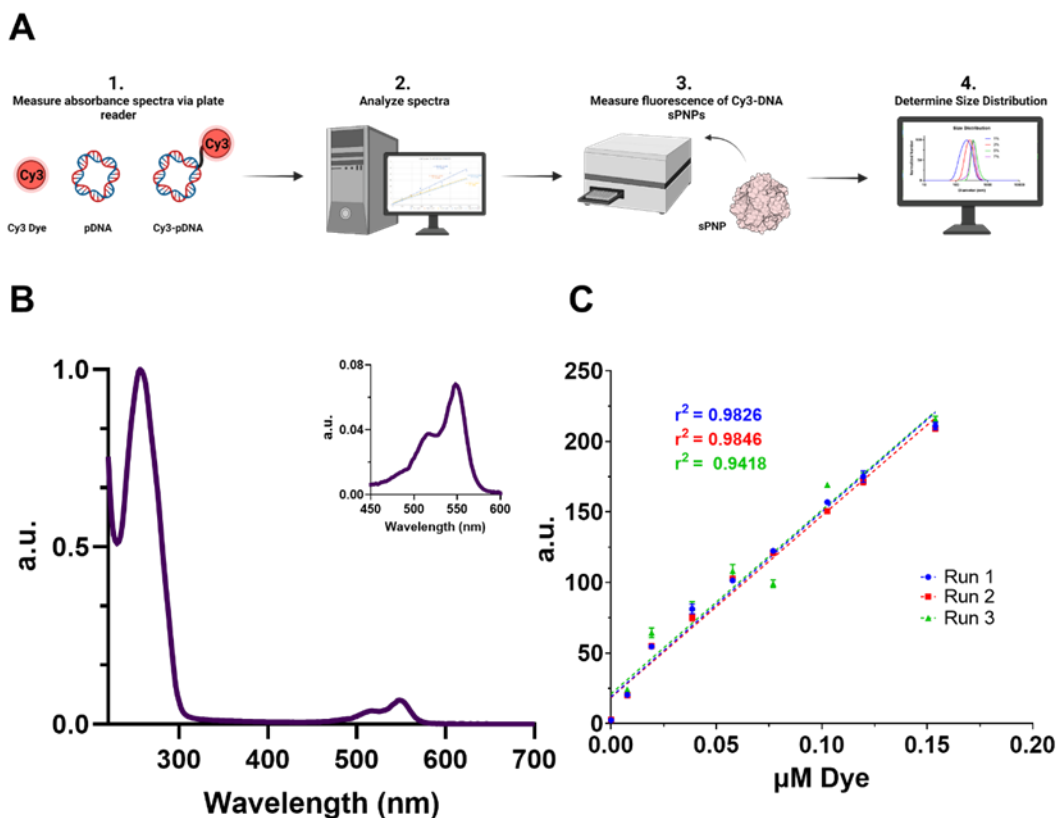 A
1.
Measure absorbance spectra via plate
reader
Cy3
Cy3
Cy3 Dye
pDNA
Cy3-pDNA
2.
Analyze spectra
3.
Measure fluorescence of Cy3-DNA
sPNPs
sPNP
4.
Determine Size Distribution
Size Distribution
B
a.u.
1.0
0.5
0.0
300
400
500
600
700
Wavelength (nm)
a.u.
0.08
0.04
0.00
450
500
550
600
Wavelength (nm)
C
a.u.
250
200
150
100
50
0
0.00
0.05
0.10
0.15
0.20
µM Dye
r² = 0.9826
r² = 0.9846
r² = 0.9418
Run 1
Run 2
Run 3